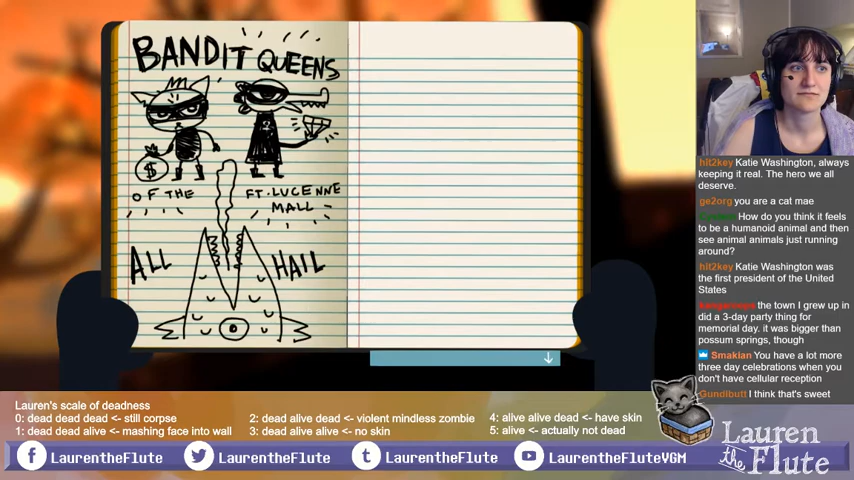 BANDIT QUEENS
$
OF THE FT. LUCENNE
MALL
ALL HAIL
hit2key Katie Washington, always
keeping it real. The hero we all
deserve.
ge2org you are a cat mae
How do you think it feels
to be a humanoid animal and then
see animal animals just running
around?
hit2key Katie Washington was
the first president of the United
States
the town I grew up in
did a 3-day party thing for
memorial day. it was bigger than
possum springs, though
Smakian You have a lot more
three day celebrations when you
don't have cellular reception
Gundibutt I think that's sweet
Lauren's scale of deadness
0: dead dead dead <- still corpse
1: dead dead alive <- mashing face into wall
2: dead alive dead <- violent mindless zombie
3: dead alive alive <- no skin
4: alive alive dead <- have skin
5: alive <- actually not dead
LaurentheFlute
LaurentheFlute
LaurentheFlute
LaurentheFluteVGM
Lauren
the Flute